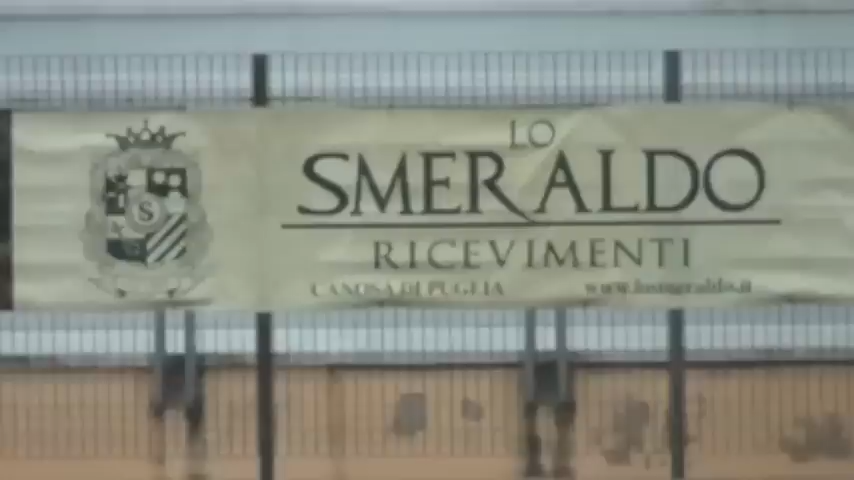 LO
SMERALDO
RICEVIMENTI
CANOSA DI PUGLIA www.losmeraldo.it
S